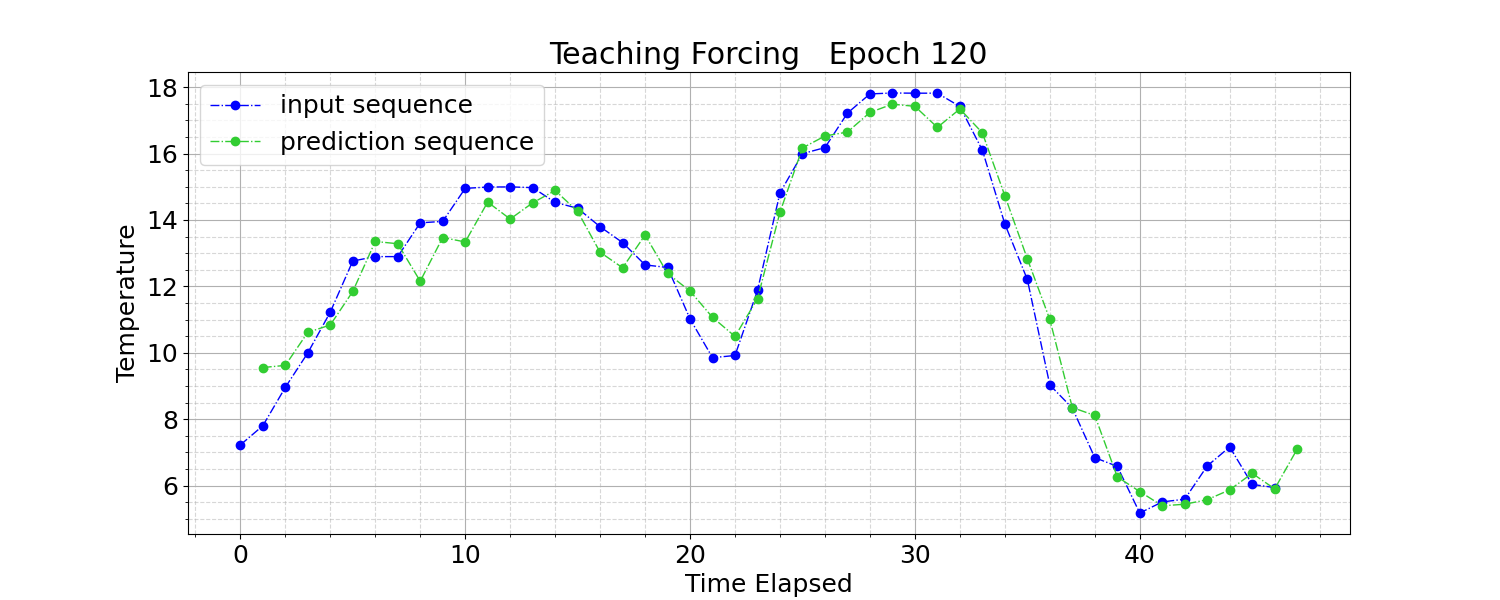 Teaching Forcing   Epoch 120
input sequence
prediction sequence
Temperature
18
16
14
12
10
8
6
0 10 20 30 40
Time Elapsed